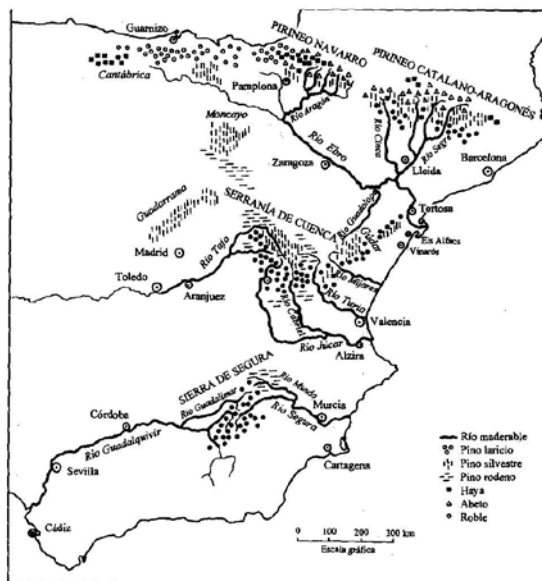 Guarnizo
PIRINEO NAVARRO
PIRINEO CATALANO-ARAGONÉS
Cantábrica
Pamplona
Río Aragón
Moncayo
Río Ebro
Río Cinca
Río Segre
Zaragoza
Lleida
Barcelona
Guadarrama
SERRANÍA DE CUENCA
Río Guadalope
Tortosa
Gúdar
Els Alfacs
Vinaròs
Madrid
Río Tajo
Río Mijares
Toledo
Aranjuez
Río Turia
Río Cabriel
Valencia
Río Júcar
Alzira
SIERRA DE SEGURA
Río Mundo
Río Guadalimar
Córdoba
Murcia
Río Segura
Río Guadalquivir
Sevilla
Cartagena
Cádiz
Río maderable
Pino laricio
Pino silvestre
Pino rodeno
Haya
Abeto
Roble
0 100 200 300 km
Escala gráfica